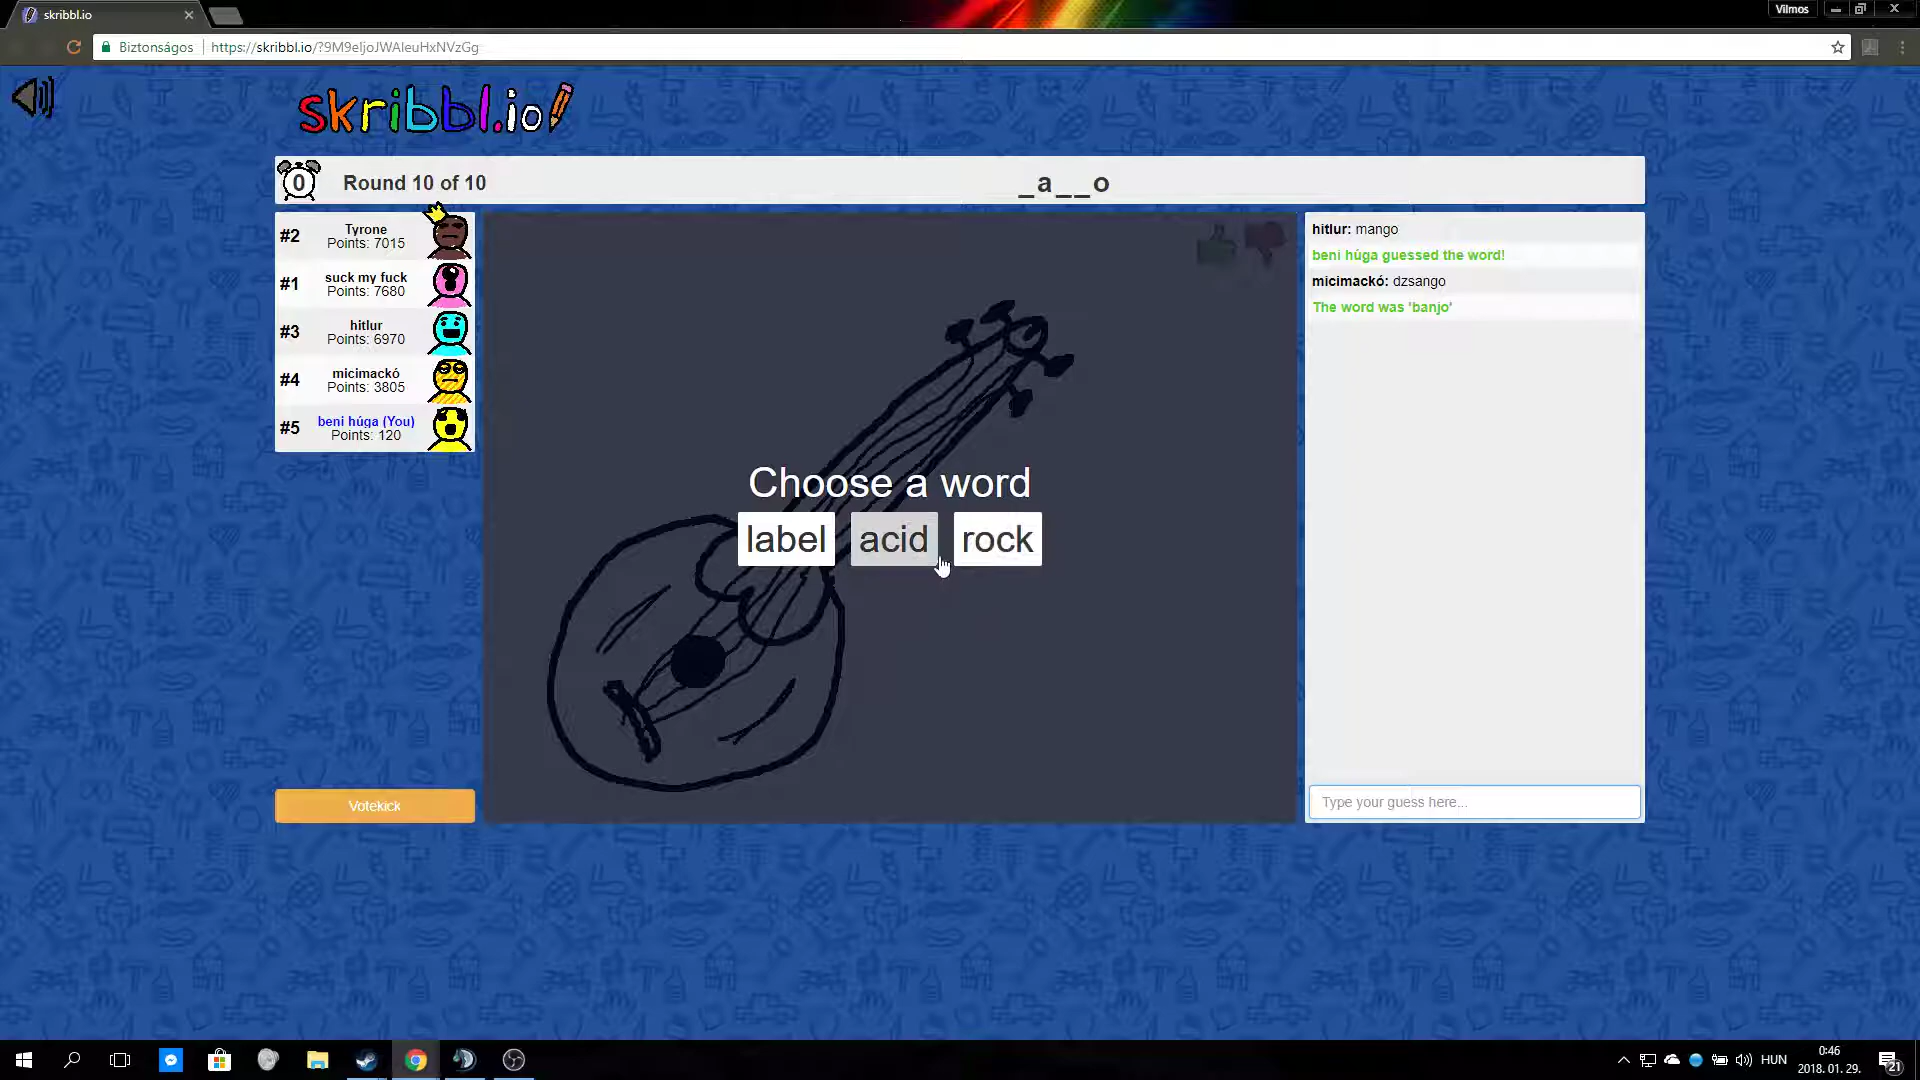 skribbl.io
Vilmos
Biztonságos
https://skribbl.io/?9M9eljoJWAleuHxNVzGg
skribbl.io
0
Round 10 of 10
_a__o
#2
Tyrone
Points: 7015
#1
suck my fuck
Points: 7680
#3
hitlur
Points: 6970
#4
micimackó
Points: 3805
#5
beni húga (You)
Points: 120
Votekick
Choose a word
label
acid
rock
hitlur: mango
beni húga guessed the word!
micimackó: dzsango
The word was 'banjo'
Type your guess here...
HUN
0:46
2018. 01. 29.
21